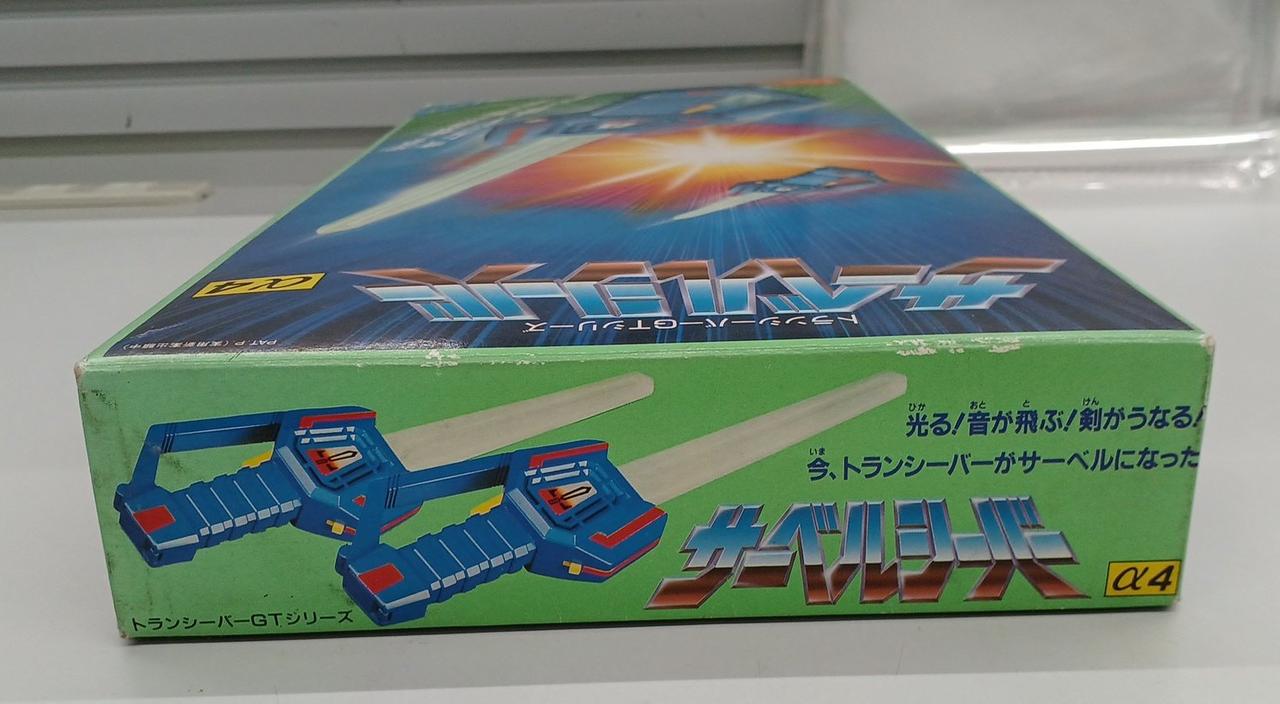 サーベルシーバー
トランシーバーGTシリーズ
α4
PAT.P(実用新案出願中)
光る!音が飛ぶ!剣がうなる!
今、トランシーバーがサーベルになった
サーベルシーバー
α4
トランシーバーGTシリーズ